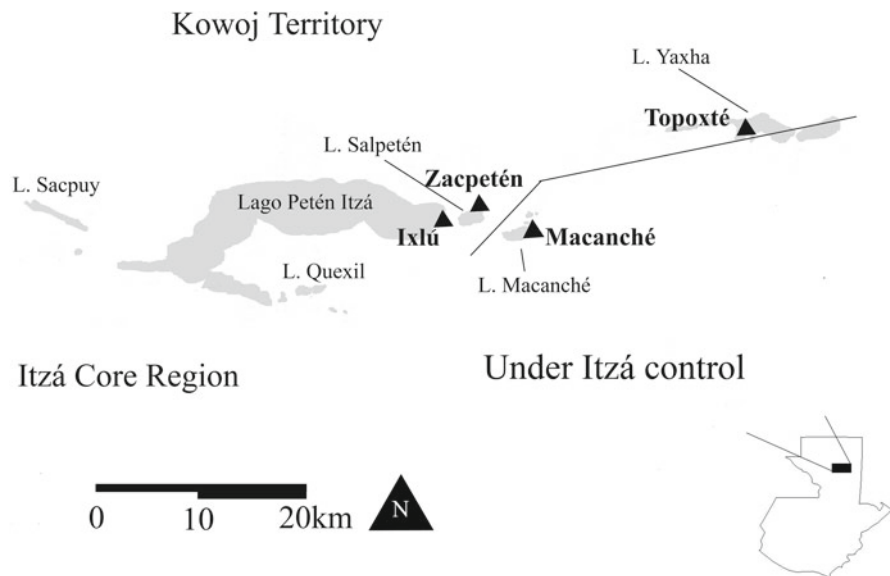 Kowoj Territory
L. Yaxha
Topoxté
L. Salpetén
Zacpetén
L. Sacpuy
Lago Petén Itzá
Ixlú
Macanché
L. Quexil
L. Macanché
Itzá Core Region
Under Itzá control
0 10 20km
N